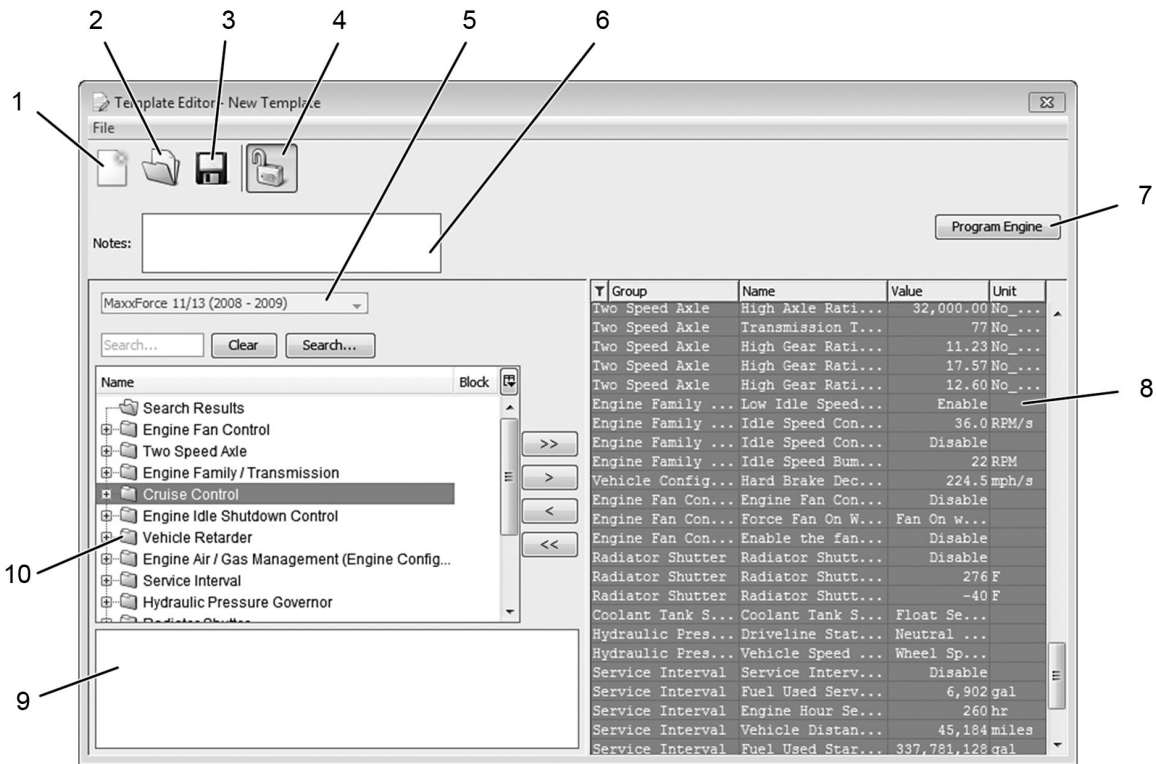 1
2
3
4
5
6
7
8
9
10
Template Editor - New Template
File
Notes:
Program Engine
MaxxForce 11/13 (2008 - 2009)
Search...
Clear
Search...
Name
Block
Search Results
Engine Fan Control
Two Speed Axle
Engine Family / Transmission
Cruise Control
Engine Idle Shutdown Control
Vehicle Retarder
Engine Air / Gas Management (Engine Config...
Service Interval
Hydraulic Pressure Governor
Radiator Shutter
>>
>
<
<<
Group Name Value Unit
Two Speed Axle High Axle Rati... 32,000.00 No_...
Two Speed Axle Transmission T... 77 No_...
Two Speed Axle High Gear Rati... 11.23 No_...
Two Speed Axle High Gear Rati... 17.57 No_...
Two Speed Axle High Gear Rati... 12.60 No_...
Engine Family ... Low Idle Speed... Enable
Engine Family ... Idle Speed Con... 36.0 RPM/s
Engine Family ... Idle Speed Con... Disable
Engine Family ... Idle Speed Bum... 22 RPM
Vehicle Config... Hard Brake Dec... 224.5 mph/s
Engine Fan Con... Engine Fan Con... Disable
Engine Fan Con... Force Fan On W... Fan On w...
Engine Fan Con... Enable the fan... Disable
Radiator Shutter Radiator Shutt... Disable
Radiator Shutter Radiator Shutt... 276 F
Radiator Shutter Radiator Shutt... -40 F
Coolant Tank S... Coolant Tank S... Float Se...
Hydraulic Pres... Driveline Stat... Neutral ...
Hydraulic Pres... Vehicle Speed ... Wheel Sp...
Service Interval Service Interv... Disable
Service Interval Fuel Used Serv... 6,902 gal
Service Interval Engine Hour Se... 260 hr
Service Interval Vehicle Distan... 45,184 miles
Service Interval Fuel Used Star... 337,781,128 gal